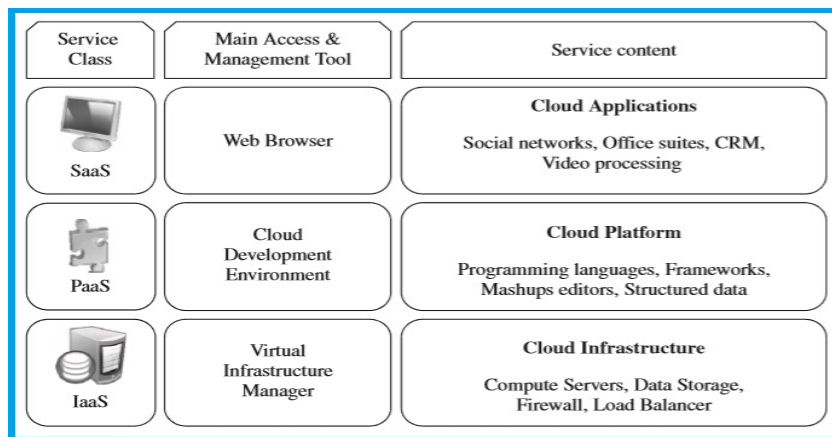 Service
Class
Main Access &
Management Tool
Service content
SaaS
Web Browser
Cloud Applications
Social networks, Office suites, CRM,
Video processing
PaaS
Cloud
Development
Environment
Cloud Platform
Programming languages, Frameworks,
Mashups editors, Structured data
IaaS
Virtual
Infrastructure
Manager
Cloud Infrastructure
Compute Servers, Data Storage,
Firewall, Load Balancer